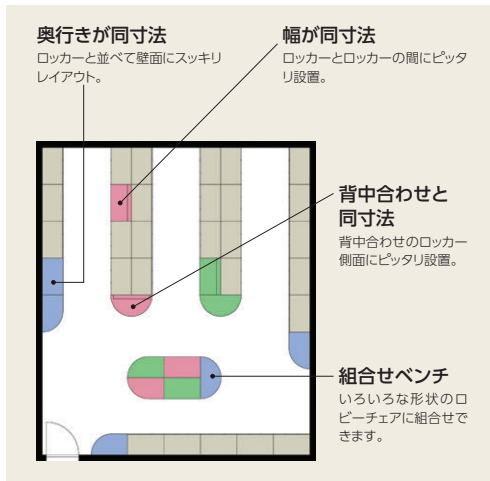 奥行きが同寸法
ロッカーと並べて壁面にスッキリ
レイアウト。
幅が同寸法
ロッカーとロッカーの間にピッタ
リ設置。
背中合わせと
同寸法
背中合わせのロッカー
側面にピッタリ設置。
組合せベンチ
いろいろな形状のロ
ビーチェアに組合せで
きます。